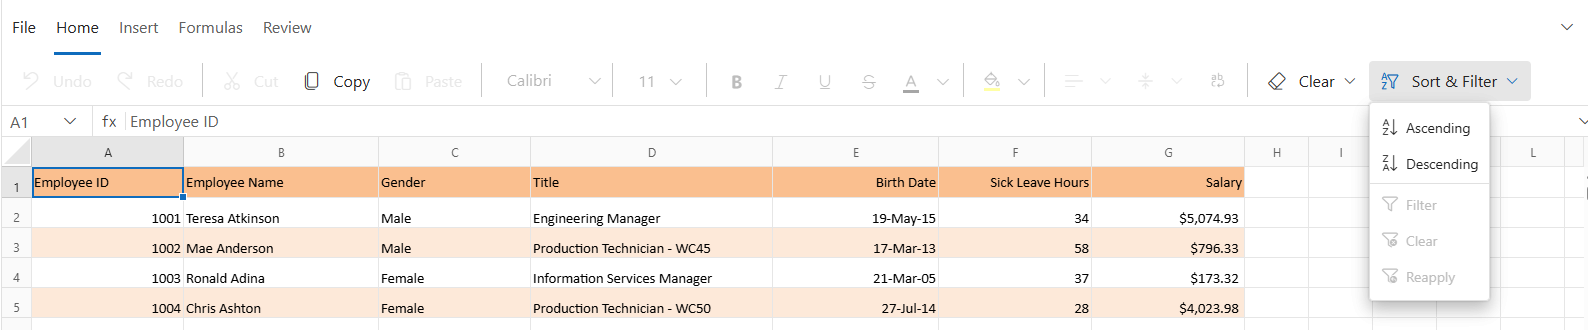 File Home Insert Formulas Review
Undo Redo Cut Copy Paste Calibri 11 B I U S A ab Clear Sort & Filter
A1 fx Employee ID
Ascending
Descending
Filter
Clear
Reapply
A B C D E F G H I L
1 Employee ID Employee Name Gender Title Birth Date Sick Leave Hours Salary
2 1001 Teresa Atkinson Male Engineering Manager 19-May-15 34 $5,074.93
3 1002 Mae Anderson Male Production Technician - WC45 17-Mar-13 58 $796.33
4 1003 Ronald Adina Female Information Services Manager 21-Mar-05 37 $173.32
5 1004 Chris Ashton Female Production Technician - WC50 27-Jul-14 28 $4,023.98